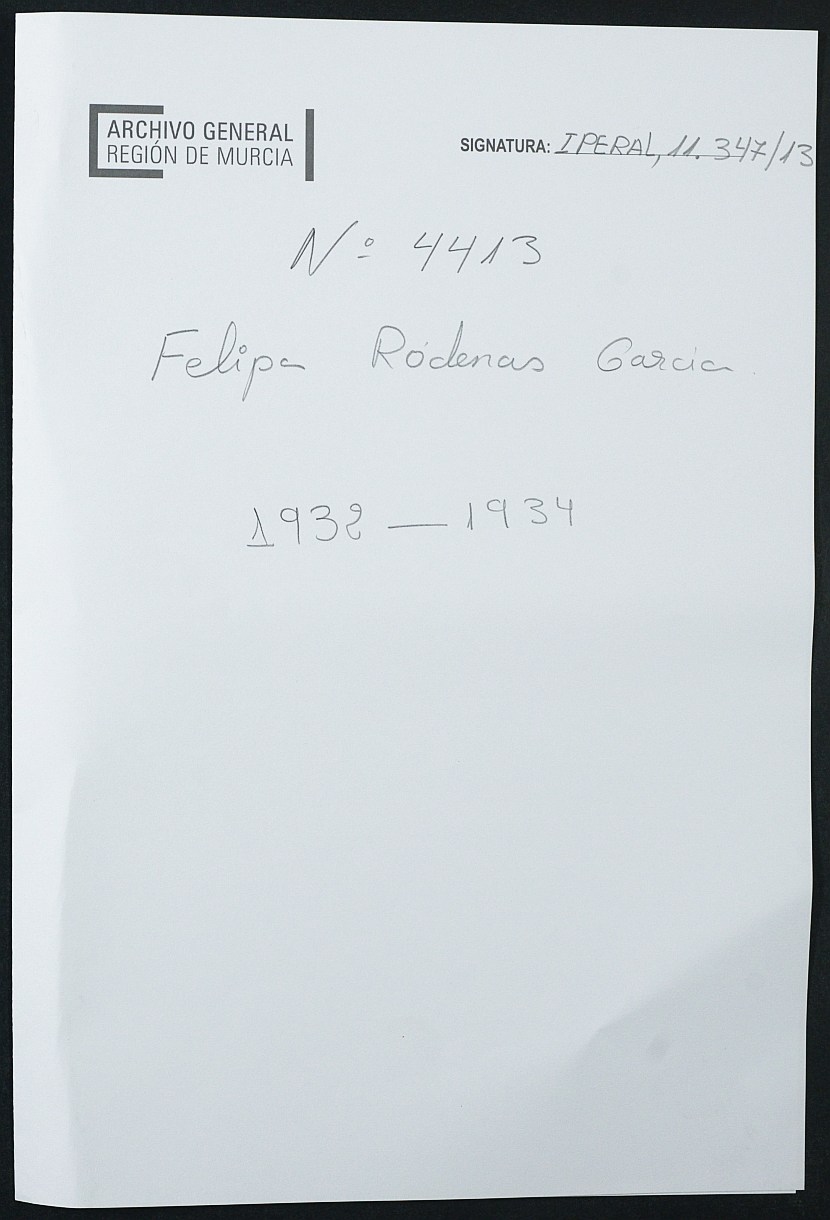 ARCHIVO GENERAL
REGIÓN DE MURCIA
SIGNATURA: IPERAL, 11.347/13
Nº 4413
Felipa Ródenas García
1932 — 1934